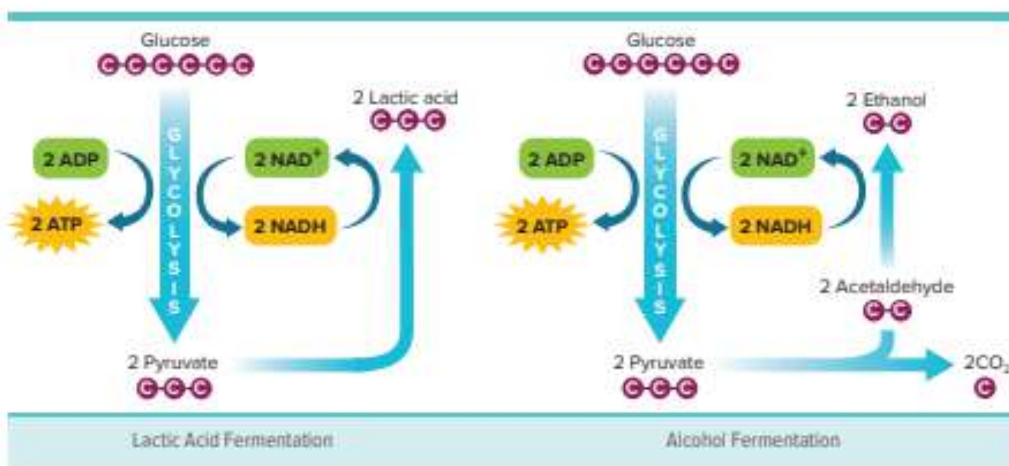 Glucose
C C C C C C
2 Lactic acid
C C C
2 ADP
2 ATP
GLYCOLYSIS
2 NAD⁺
2 NADH
2 Pyruvate
C C C
Lactic Acid Fermentation
Glucose
C C C C C C
2 Ethanol
C C
2 ADP
2 ATP
GLYCOLYSIS
2 NAD⁺
2 NADH
2 Acetaldehyde
C C
2 Pyruvate
C C C
2CO₂
C
Alcohol Fermentation